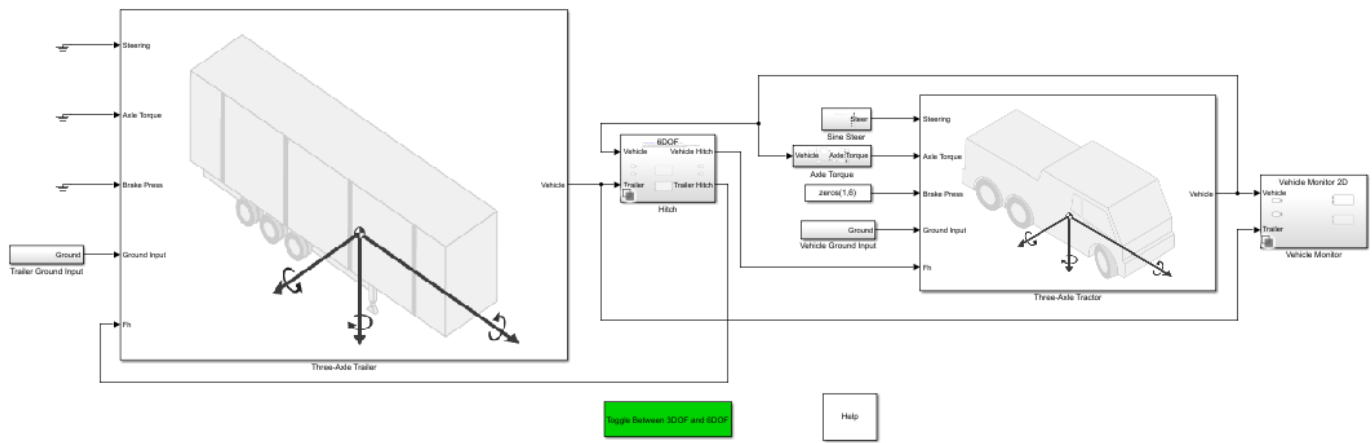 Steering
Axle Torque
Brake Press
Ground
Trailer Ground Input
Ground Input
Fh
Vehicle
Three-Axle Trailer
6DOF
Vehicle
Vehicle Hitch
Trailer
Trailer Hitch
Hitch
Steer
Sine Steer
Vehicle
Axle Torque
Axle Torque
zeros(1,6)
Ground
Vehicle Ground Input
Steering
Axle Torque
Brake Press
Ground Input
Fh
Vehicle
Three-Axle Tractor
Vehicle Monitor 2D
Vehicle
Trailer
Vehicle Monitor
Toggle Between 3DOF and 6DOF
Help